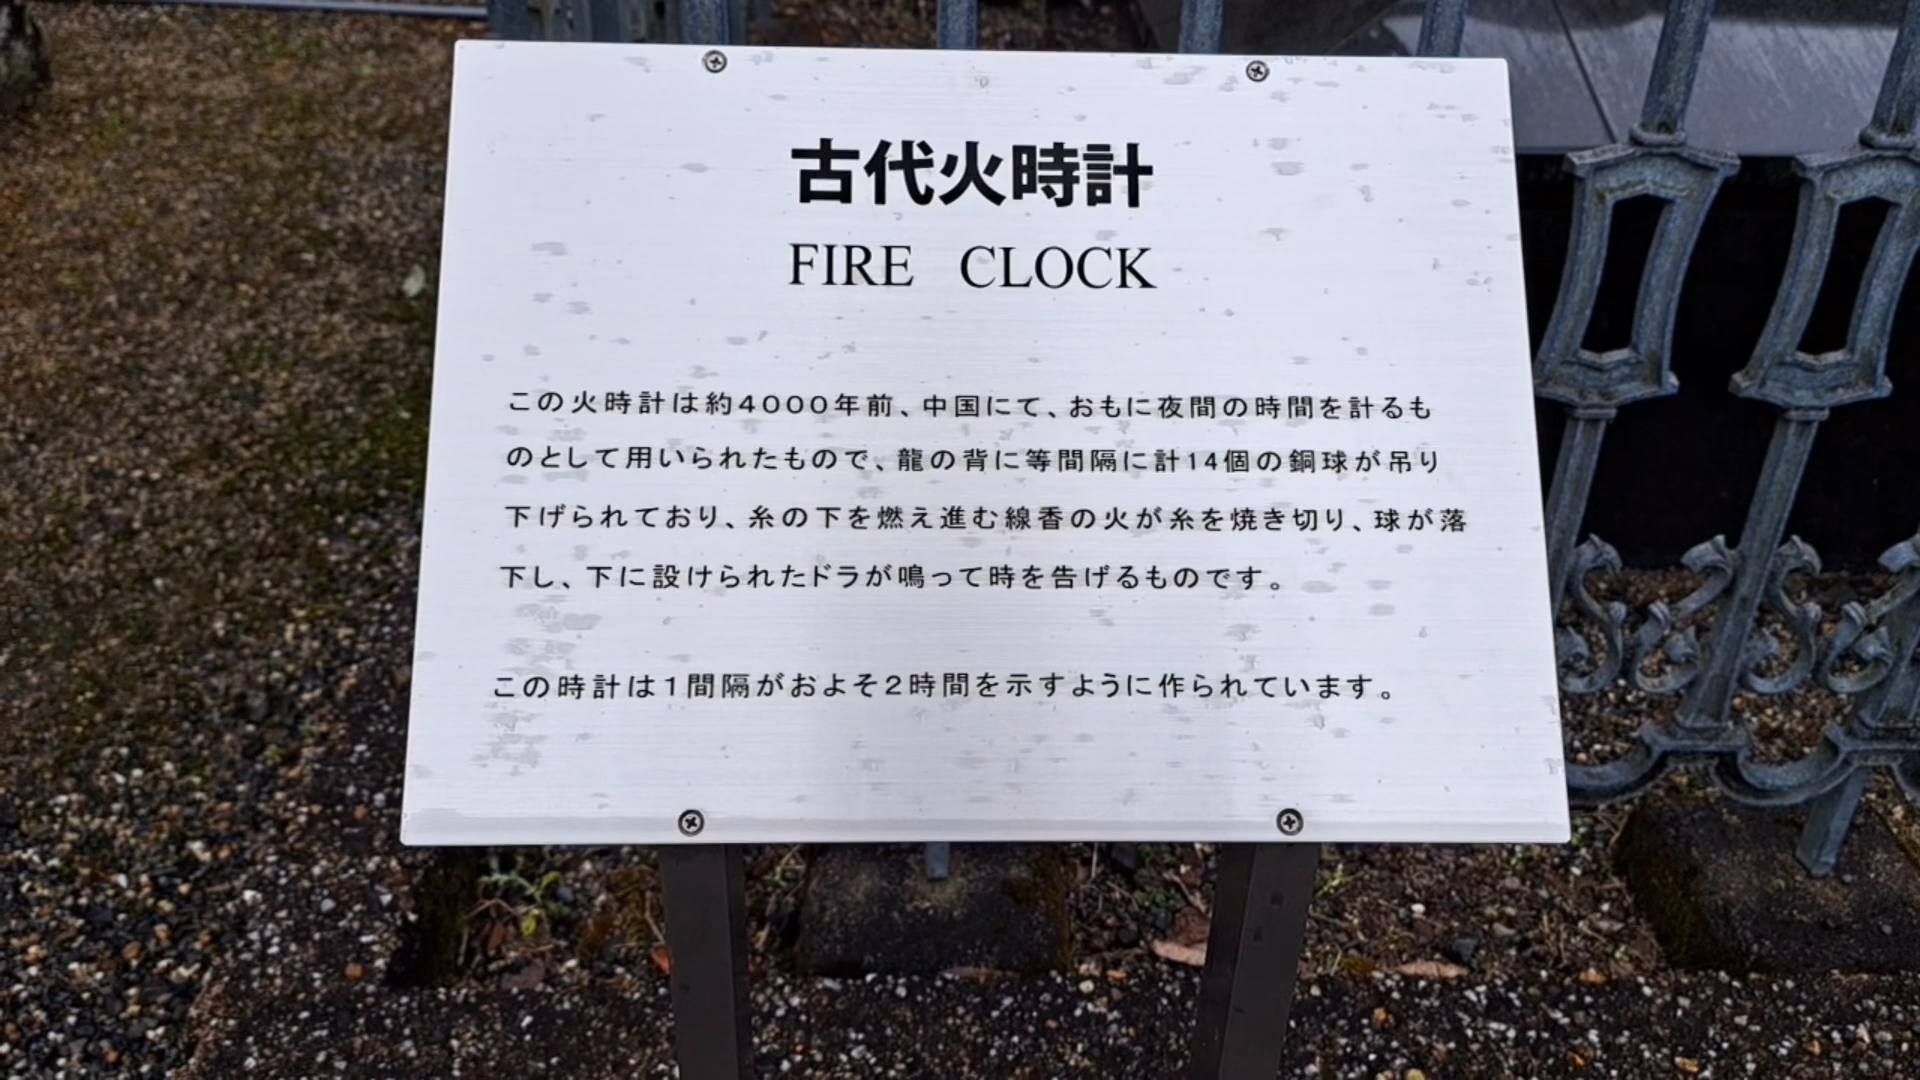 古代火時計
FIRE CLOCK
この火時計は約4000年前、中国にて、おもに夜間の時間を計るも
のとして用いられたもので、龍の背に等間隔に計14個の銅球が吊り
下げられており、糸の下を燃え進む線香の火が糸を焼き切り、球が落
下し、下に設けられたドラが鳴って時を告げるものです。
この時計は1間隔がおよそ2時間を示すように作られています。